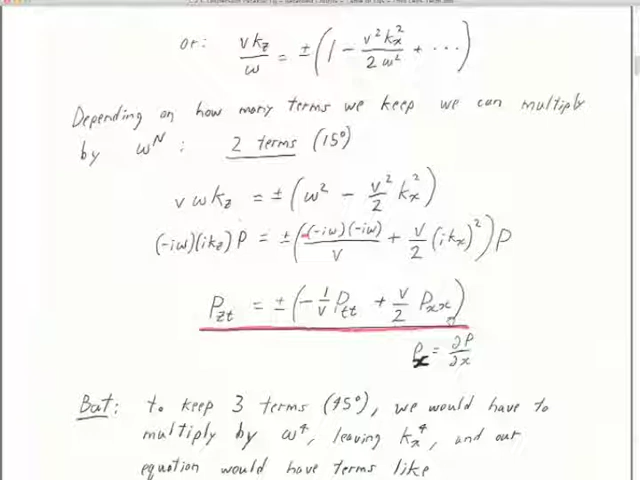 or: vk_z/ω = ±(1 − v²k_x²/2ω² + ⋯)
Depending on how many terms we keep we can multiply
by ω^N: 2 terms (15°)
vωk_z = ±(ω² − v²/2 k_x²)
(-iω)(ik_z)P = ±(−(-iω)(-iω)/v + v/2 (ik_x)²)P
P_zt = ±(−1/v P_tt + v/2 P_xx)
P_x = ∂P/∂x
But: to keep 3 terms (45°), we would have to
multiply by ω⁴, leaving k_x⁴, and our
equation would have terms like